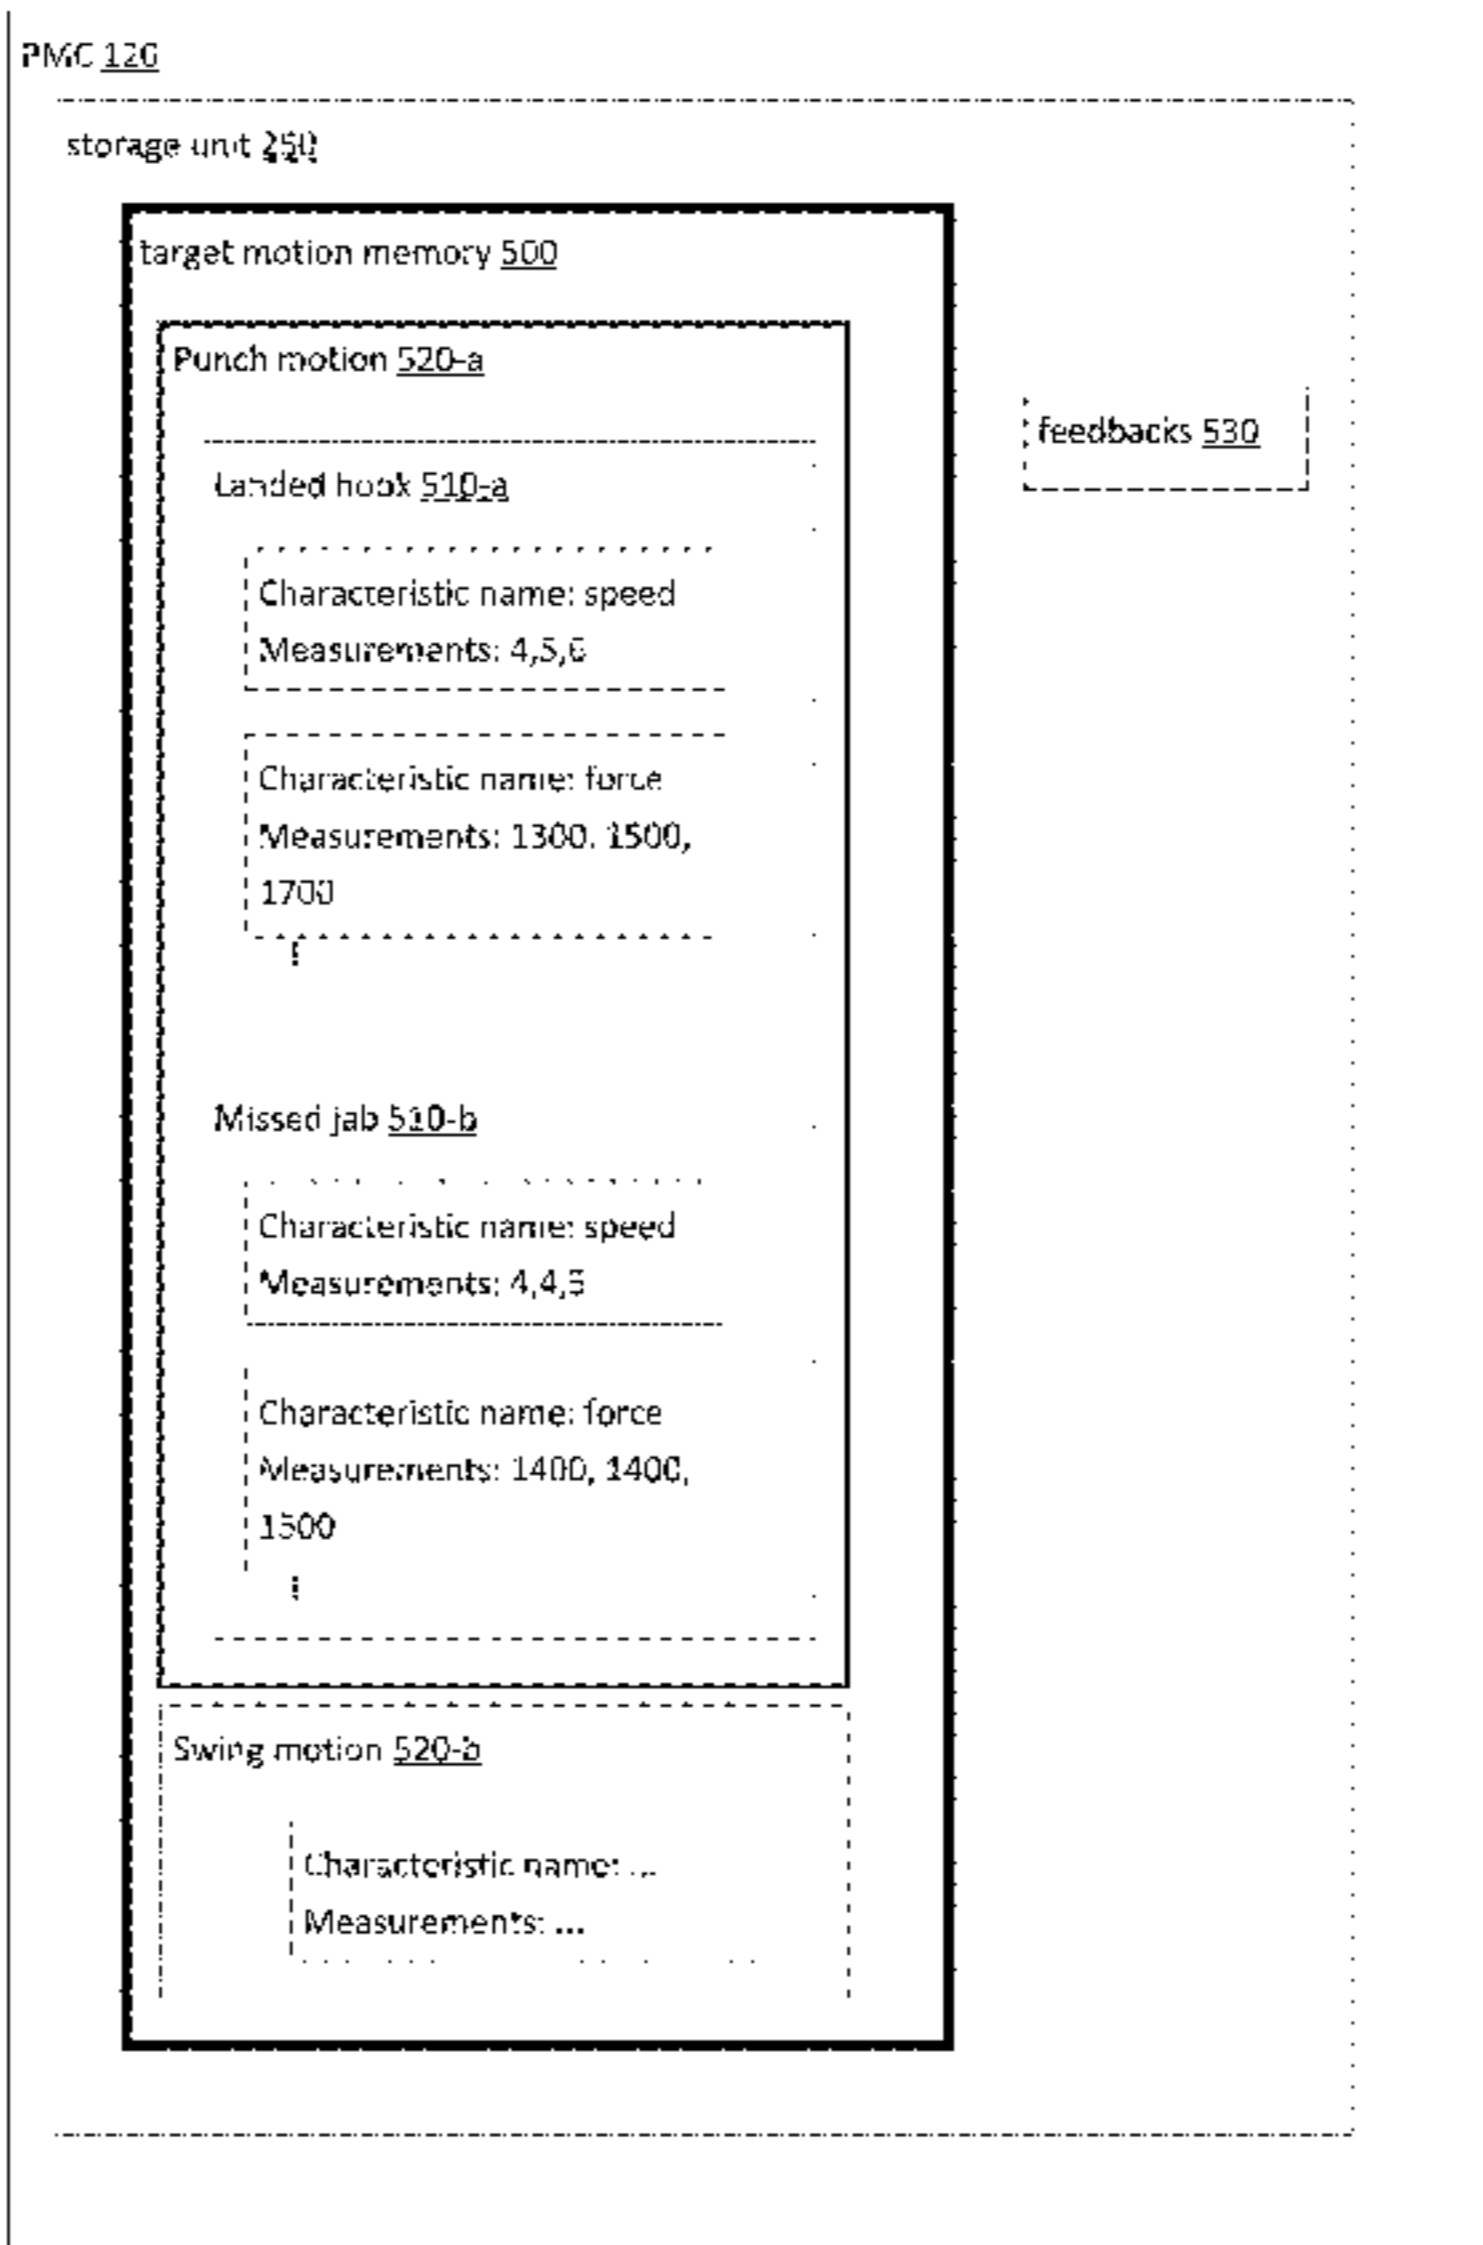 PMC 120
storage unit 250
target motion memory 500
Punch motion 520-a
feedbacks 530
Landed hook 510-a
Characteristic name: speed
Measurements: 4,5,6
Characteristic name: force
Measurements: 1300. 1500,
1700
Missed jab 510-b
Characteristic name: speed
Measurements: 4,4,5
Characteristic name: force
Measurements: 1400, 1400,
1500
Swing motion 520-b
Characteristic name: ...
Measurements: ...